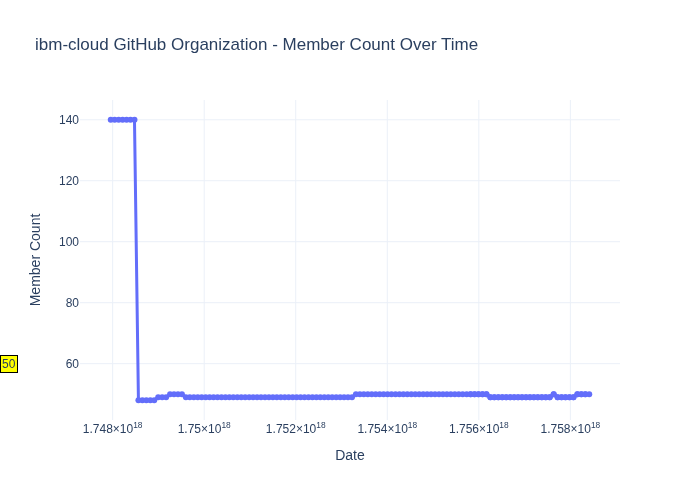 ibm-cloud GitHub Organization - Member Count Over Time
140
120
100
80
60
Member Count
50
1.748×10¹⁸ 1.75×10¹⁸ 1.752×10¹⁸ 1.754×10¹⁸ 1.756×10¹⁸ 1.758×10¹⁸
Date